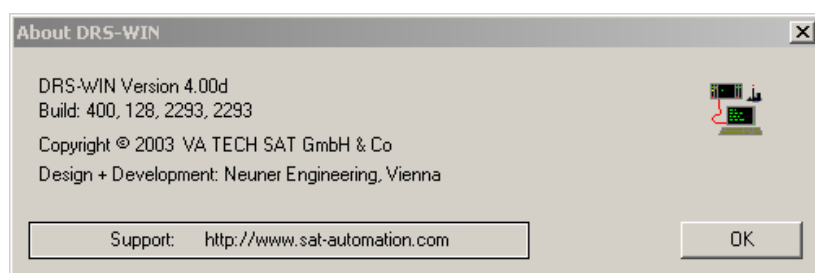 About DRS-WIN
DRS-WIN Version 4.00d
Build: 400, 128, 2293, 2293
Copyright © 2003 VA TECH SAT GmbH & Co
Design + Development: Neuner Engineering, Vienna
Support: http://www.sat-automation.com
OK